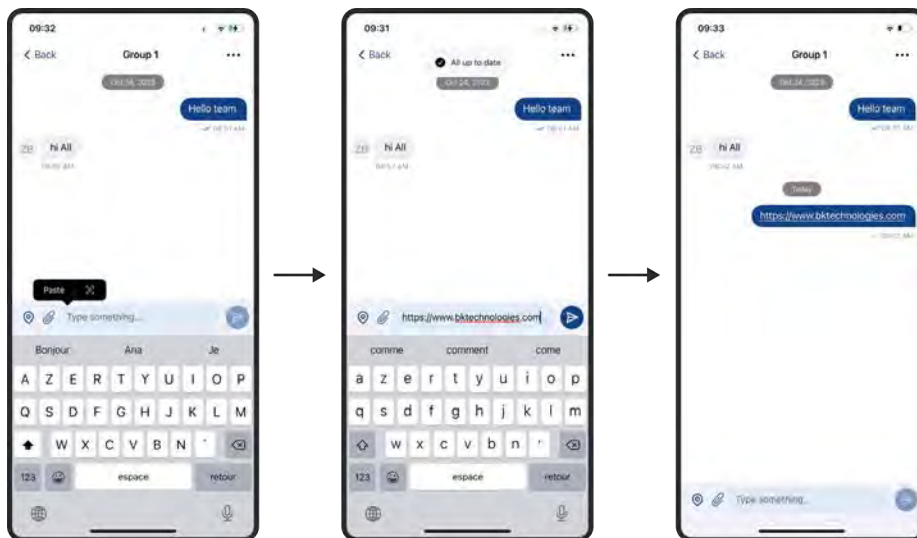 09:32
Back
Group 1
Hello team
ZB
hi All
Paste
Type something...
Bonjour Ana Je
A Z E R T Y U I O P
Q S D F G H J K L M
W X C V B N '
123 espace retour
09:31
Back
All up to date
Hello team
ZB
hi All
https://www.bktechnologies.com
comme comment come
a z e r t y u i o p
q s d f g h j k l m
w x c v b n '
123 espace retour
09:33
Back
Group 1
Hello team
ZB
hi All
Today
https://www.bktechnologies.com
Type something...